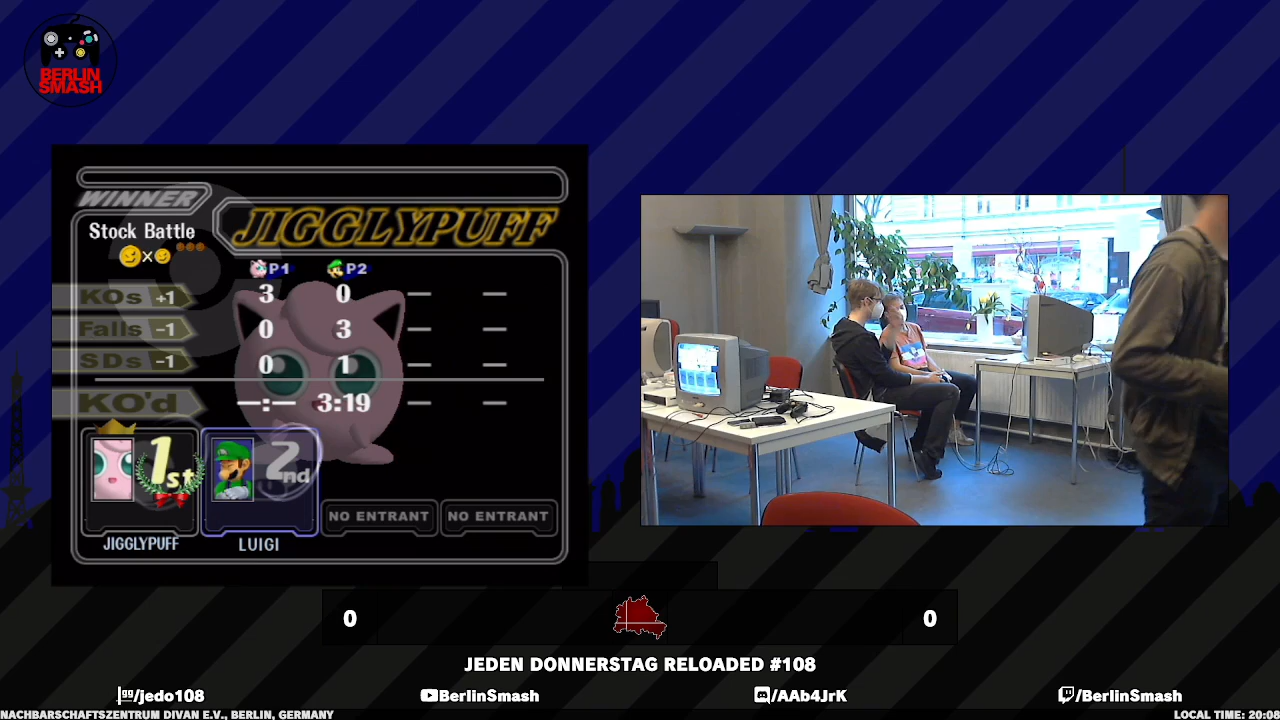 BERLIN
SMASH
WINNER
JIGGLYPUFF
Stock Battle
×
P1 P2
KOs +1 3 0 — —
Falls -1 0 3 — —
SDs -1 0 1 — —
KO'd —:— 3:19 — —
1st
2nd
NO ENTRANT
NO ENTRANT
JIGGLYPUFF
LUIGI
0
0
JEDEN DONNERSTAG RELOADED #108
gg/jedo108
BerlinSmash
/AAb4JrK
/BerlinSmash
NACHBARSCHAFTSZENTRUM DIVAN E.V., BERLIN, GERMANY
LOCAL TIME: 20:08